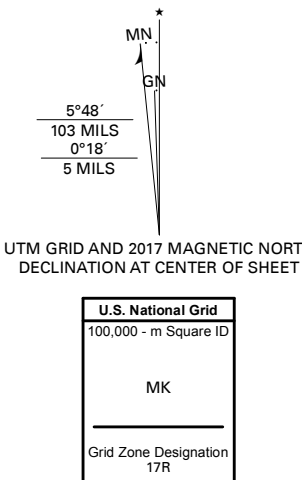 ★
MN
GN
5°48´
103 MILS
0°18´
5 MILS
UTM GRID AND 2017 MAGNETIC NORT
DECLINATION AT CENTER OF SHEET
U.S. National Grid
100,000 - m Square ID
MK
Grid Zone Designation
17R